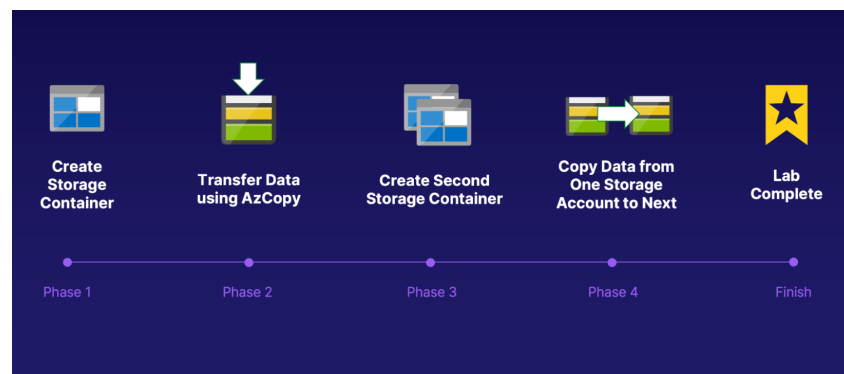 Create
Storage
Container
Transfer Data
using AzCopy
Create Second
Storage Container
Copy Data from
One Storage
Account to Next
Lab
Complete
Phase 1
Phase 2
Phase 3
Phase 4
Finish